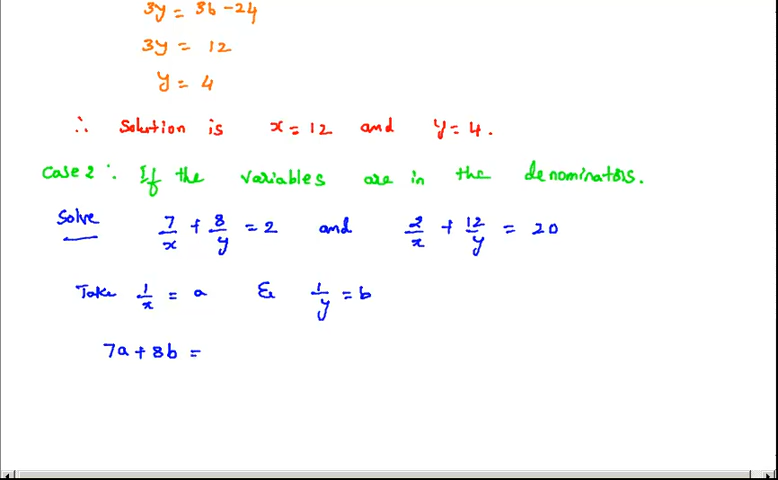 3y = 36 - 24
3y = 12
y = 4
∴ Solution is x = 12 and y = 4.
Case 2: If the variables are in the denominators.
Solve 7/x + 8/y = 2 and 2/x + 12/y = 20
Take 1/x = a & 1/y = b
7a + 8b =